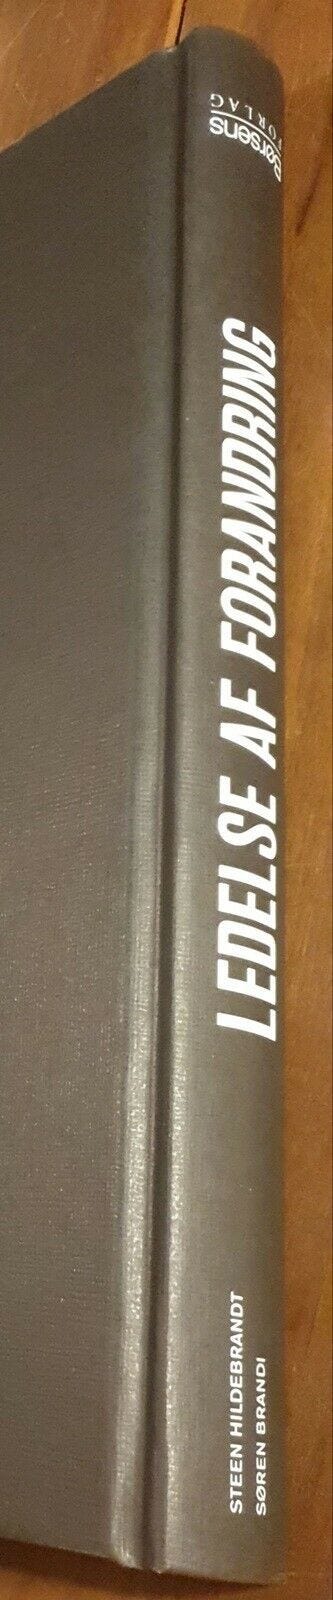 STEEN HILDEBRANDT
SØREN BRANDI
LEDELSE AF FORANDRING
Børsens
FORLAG